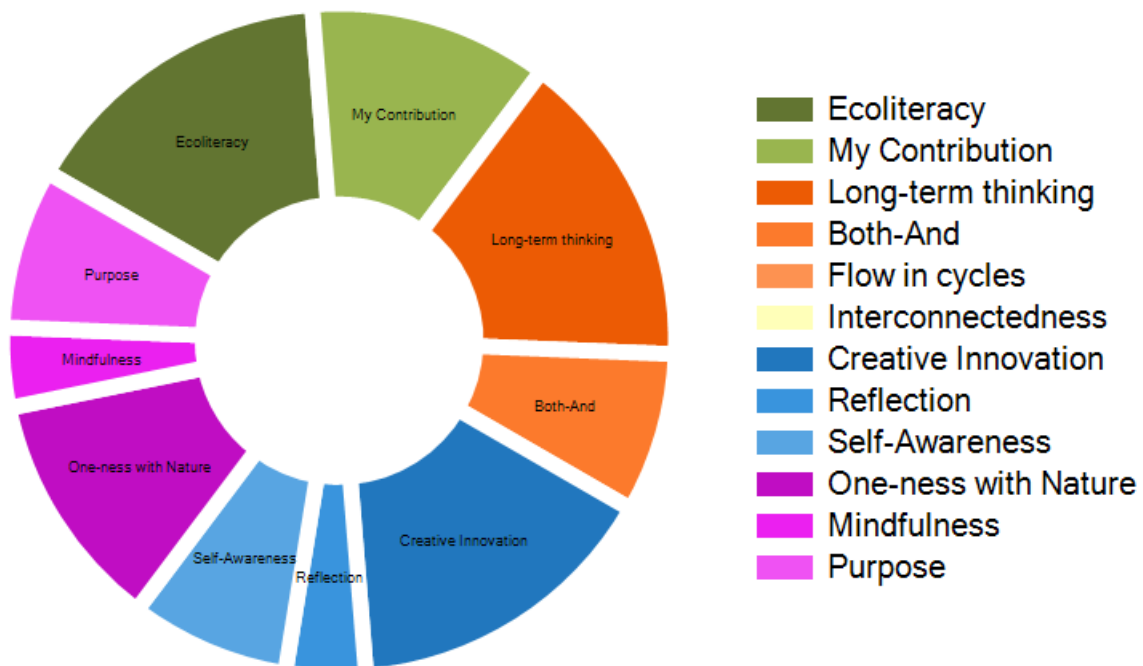 My Contribution
Ecoliteracy
Long-term thinking
Purpose
Mindfulness
Both-And
One-ness with Nature
Creative Innovation
Self-Awareness
Reflection
Ecoliteracy
My Contribution
Long-term thinking
Both-And
Flow in cycles
Interconnectedness
Creative Innovation
Reflection
Self-Awareness
One-ness with Nature
Mindfulness
Purpose